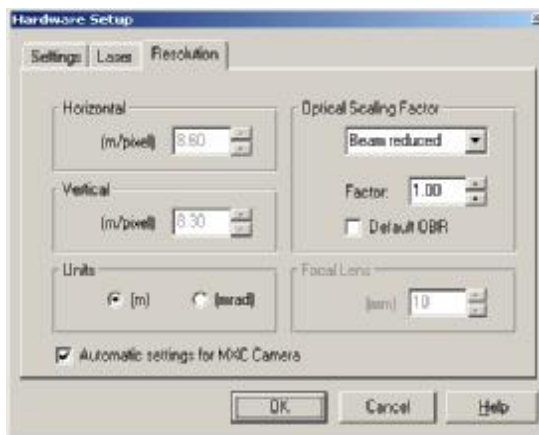 Hardware Setup
Settings Laser Resolution
Horizontal
(m/pixel) 8.60
Vertical
(m/pixel) 8.30
Units
(m) (mrad)
Optical Scaling Factor
Beam reduced
Factor: 1.00
Default OBR
Focal Lens
(mm) 10
Automatic settings for MXC Camera
OK Cancel Help